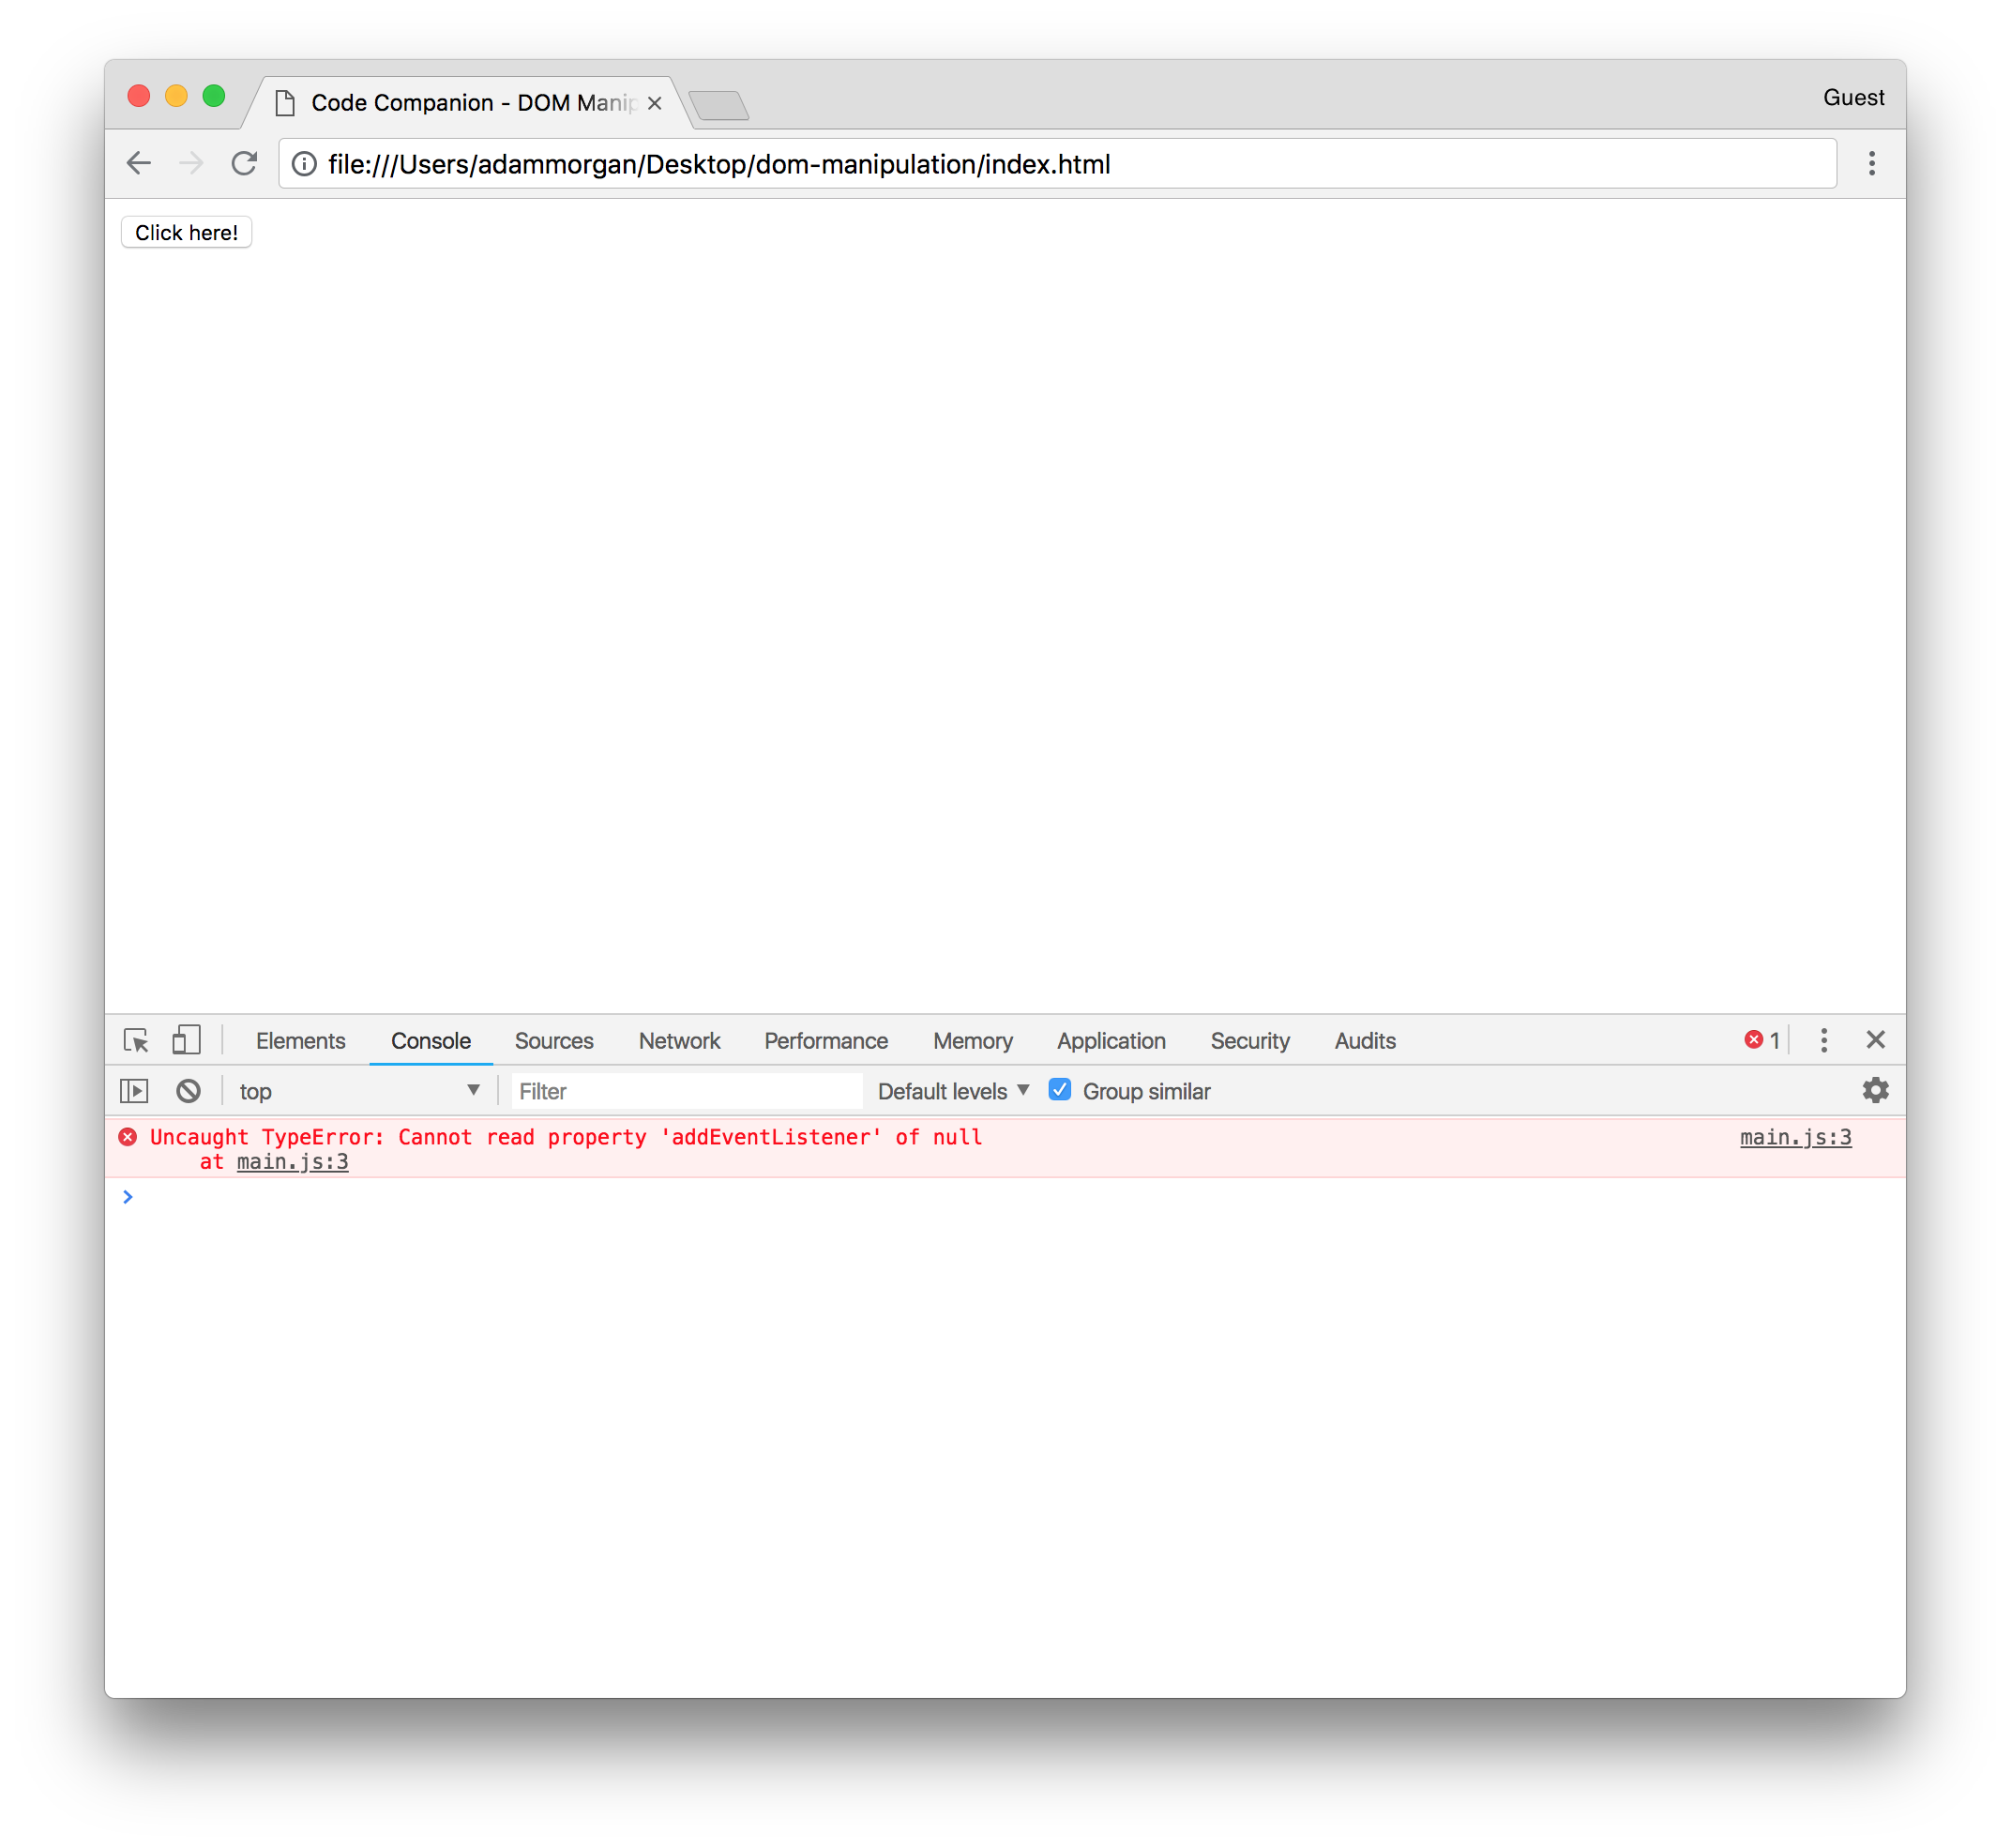 Code Companion - DOM Manip
Guest
file:///Users/adammorgan/Desktop/dom-manipulation/index.html
Click here!
Elements Console Sources Network Performance Memory Application Security Audits 1
top Filter Default levels Group similar
Uncaught TypeError: Cannot read property 'addEventListener' of null main.js:3
at main.js:3